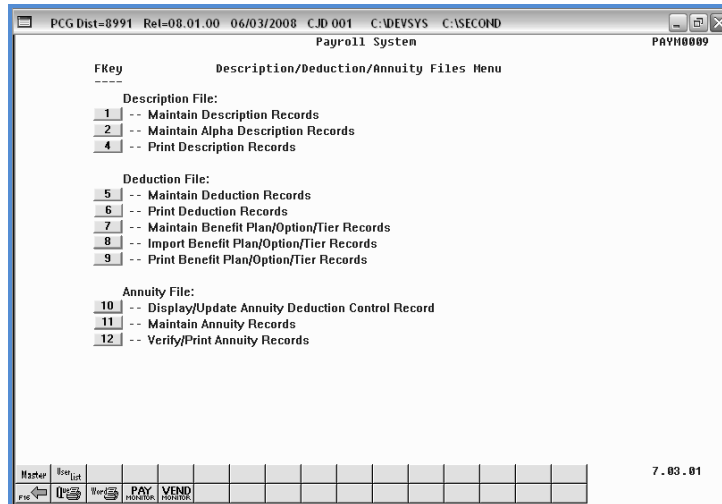 PCG Dist=8991 Rel=08.01.00 06/03/2008 CJD 001 C:\DEVSYS C:\SECOND
Payroll System PAYM0009
FKey Description/Deduction/Annuity Files Menu
----
Description File:
1 -- Maintain Description Records
2 -- Maintain Alpha Description Records
4 -- Print Description Records
Deduction File:
5 -- Maintain Deduction Records
6 -- Print Deduction Records
7 -- Maintain Benefit Plan/Option/Tier Records
8 -- Import Benefit Plan/Option/Tier Records
9 -- Print Benefit Plan/Option/Tier Records
Annuity File:
10 -- Display/Update Annuity Deduction Control Record
11 -- Maintain Annuity Records
12 -- Verify/Print Annuity Records
Master User List 7.03.01
F16 Que Word PAY MONITOR VEND MONITOR